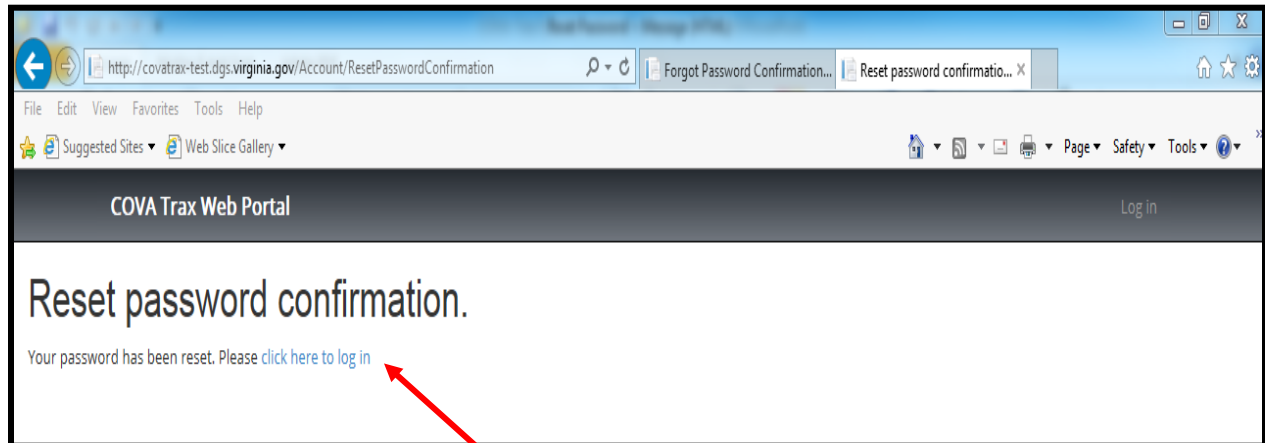 http://covatrax-test.dgs.virginia.gov/Account/ResetPasswordConfirmation Forgot Password Confirmation... Reset password confirmatio... X
File Edit View Favorites Tools Help
Suggested Sites Web Slice Gallery Page Safety Tools
COVA Trax Web Portal Log in
Reset password confirmation.
Your password has been reset. Please click here to log in